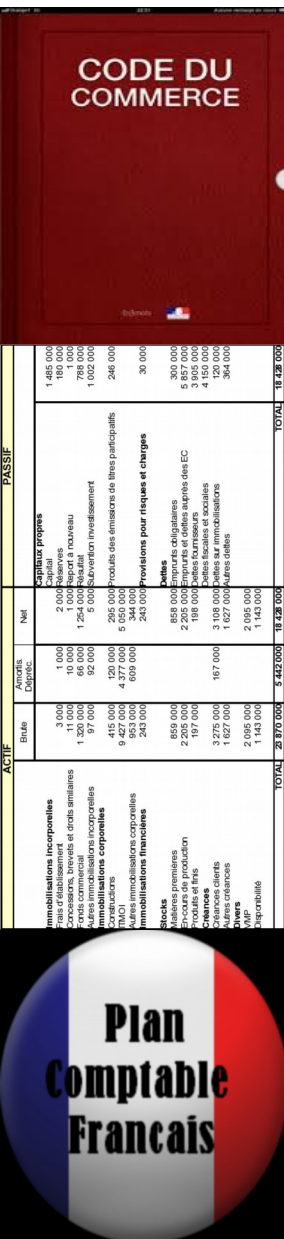 CODE DU
COMMERCE
ACTIF PASSIF
Brute Amortis. Dépréc. Net
Capitaux propres
Immobilisations incorporelles Capital 1 485 000
Frais d'établissement 3 000 1 000 2 000 Réserves 180 000
Concessions, brevets et droits similaires 11 000 10 000 1 000 Report à nouveau 1 000
Fonds commercial 1 320 000 66 000 1 254 000 Résultat 788 000
Autres immobilisations incorporelles 97 000 92 000 5 000 Subvention investissement 1 002 000
Immobilisations corporelles
Constructions 415 000 120 000 295 000 Produits des émissions de titres participatifs 246 000
ITMOI 9 427 000 4 377 000 5 050 000
Autres immobilisations corporelles 953 000 609 000 344 000
Immobilisations financières 243 000 243 000 Provisions pour risques et charges 30 000
Dettes
Stocks
Matières premières 859 000 858 000 Emprunts obligataires 300 000
En-cours de production 2 205 000 2 205 000 Emprunts et dettes auprès des EC 5 857 000
Produits et finis 197 000 198 000 Dettes fournisseurs 3 905 000
Créances Dettes fiscales et sociales 4 150 000
Créances clients 3 275 000 167 000 3 108 000 Dettes sur immobilisations 120 000
Autres créances 1 627 000 1 627 000 Autres dettes 364 000
Divers
VMP 2 095 000 2 095 000
Disponibilité 1 143 000 1 143 000
TOTAL 23 870 000 5 442 000 18 428 000 TOTAL 18 428 000
Plan
Comptable
Francais